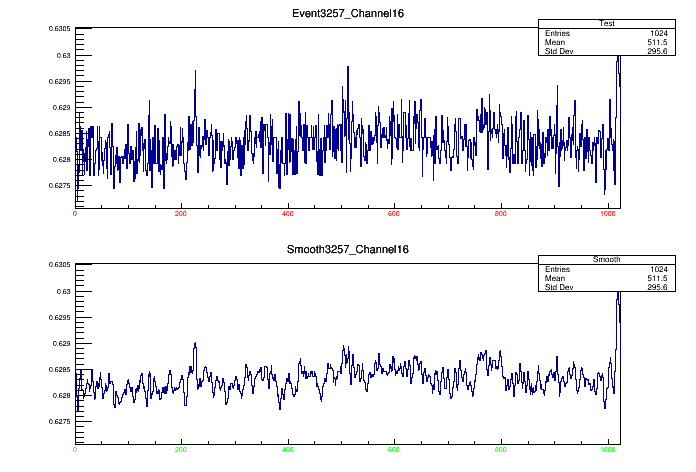 Event3257_Channel16
Test
Entries 1024
Mean 511.5
Std Dev 295.6
0.6305
0.63
0.6295
0.629
0.6285
0.628
0.6275
0 200 400 600 800 1000
Smooth3257_Channel16
Smooth
Entries 1024
Mean 511.5
Std Dev 295.6
0.6305
0.63
0.6295
0.629
0.6285
0.628
0.6275
0 200 400 600 800 1000